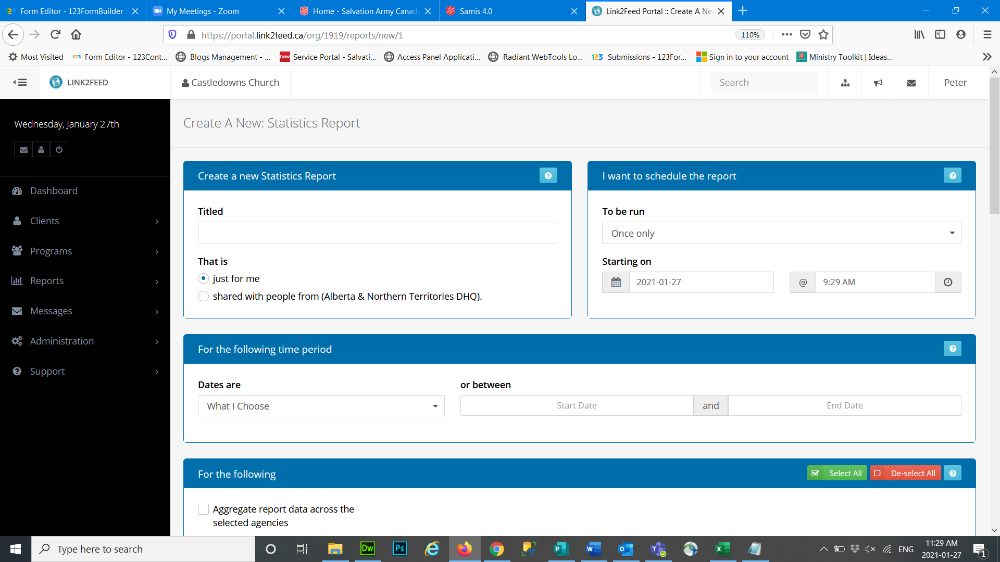 Form Editor - 123FormBuilder
My Meetings - Zoom
Home - Salvation Army Canada
Samis 4.0
Link2Feed Portal :: Create A Ne
https://portal.link2feed.ca/org/1919/reports/new/1
110%
Most Visited
123 Form Editor - 123Cont...
Blogs Management - ...
now Service Portal - Salvati...
Access Panel Applicati...
Radiant WebTools Lo...
123 Submissions - 123For...
Sign in to your account
Ministry Toolkit | Ideas...
LINK2FEED
Castledowns Church
Search
Peter
Wednesday, January 27th
Dashboard
Clients
Programs
Reports
Messages
Administration
Support
Create A New: Statistics Report
Create a new Statistics Report
Titled
That is
just for me
shared with people from (Alberta & Northern Territories DHQ).
I want to schedule the report
To be run
Once only
Starting on
2021-01-27
@ 9:29 AM
For the following time period
Dates are
What I Choose
or between
Start Date and End Date
For the following
Select All
De-select All
Aggregate report data across the
selected agencies
Type here to search
Dw
Ps
ENG
11:29 AM
2021-01-27
1